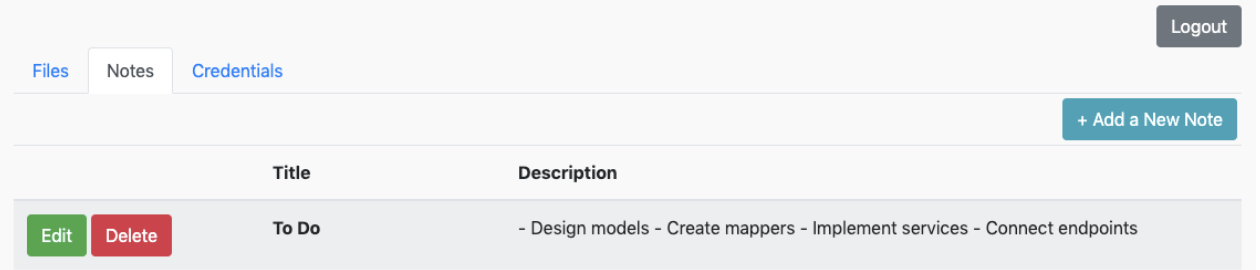 Logout
Files Notes Credentials
+ Add a New Note
Title Description
Edit Delete To Do - Design models - Create mappers - Implement services - Connect endpoints